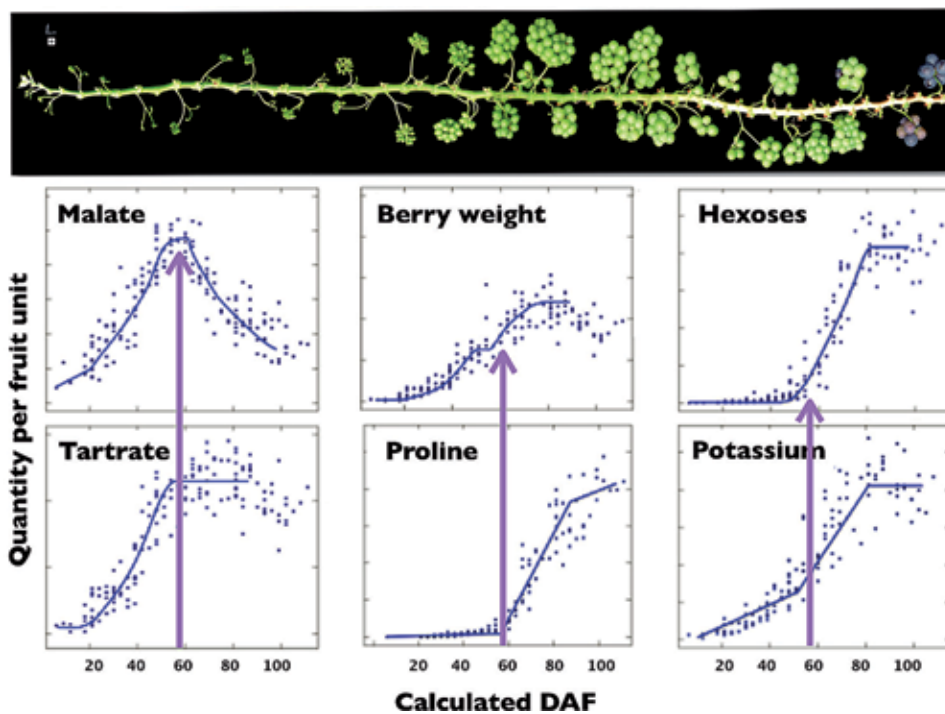 Malate
Berry weight
Hexoses
Quantity per fruit unit
Tartrate
Proline
Potassium
20 40 60 80 100
20 40 60 80 100
20 40 60 80 100
Calculated DAF